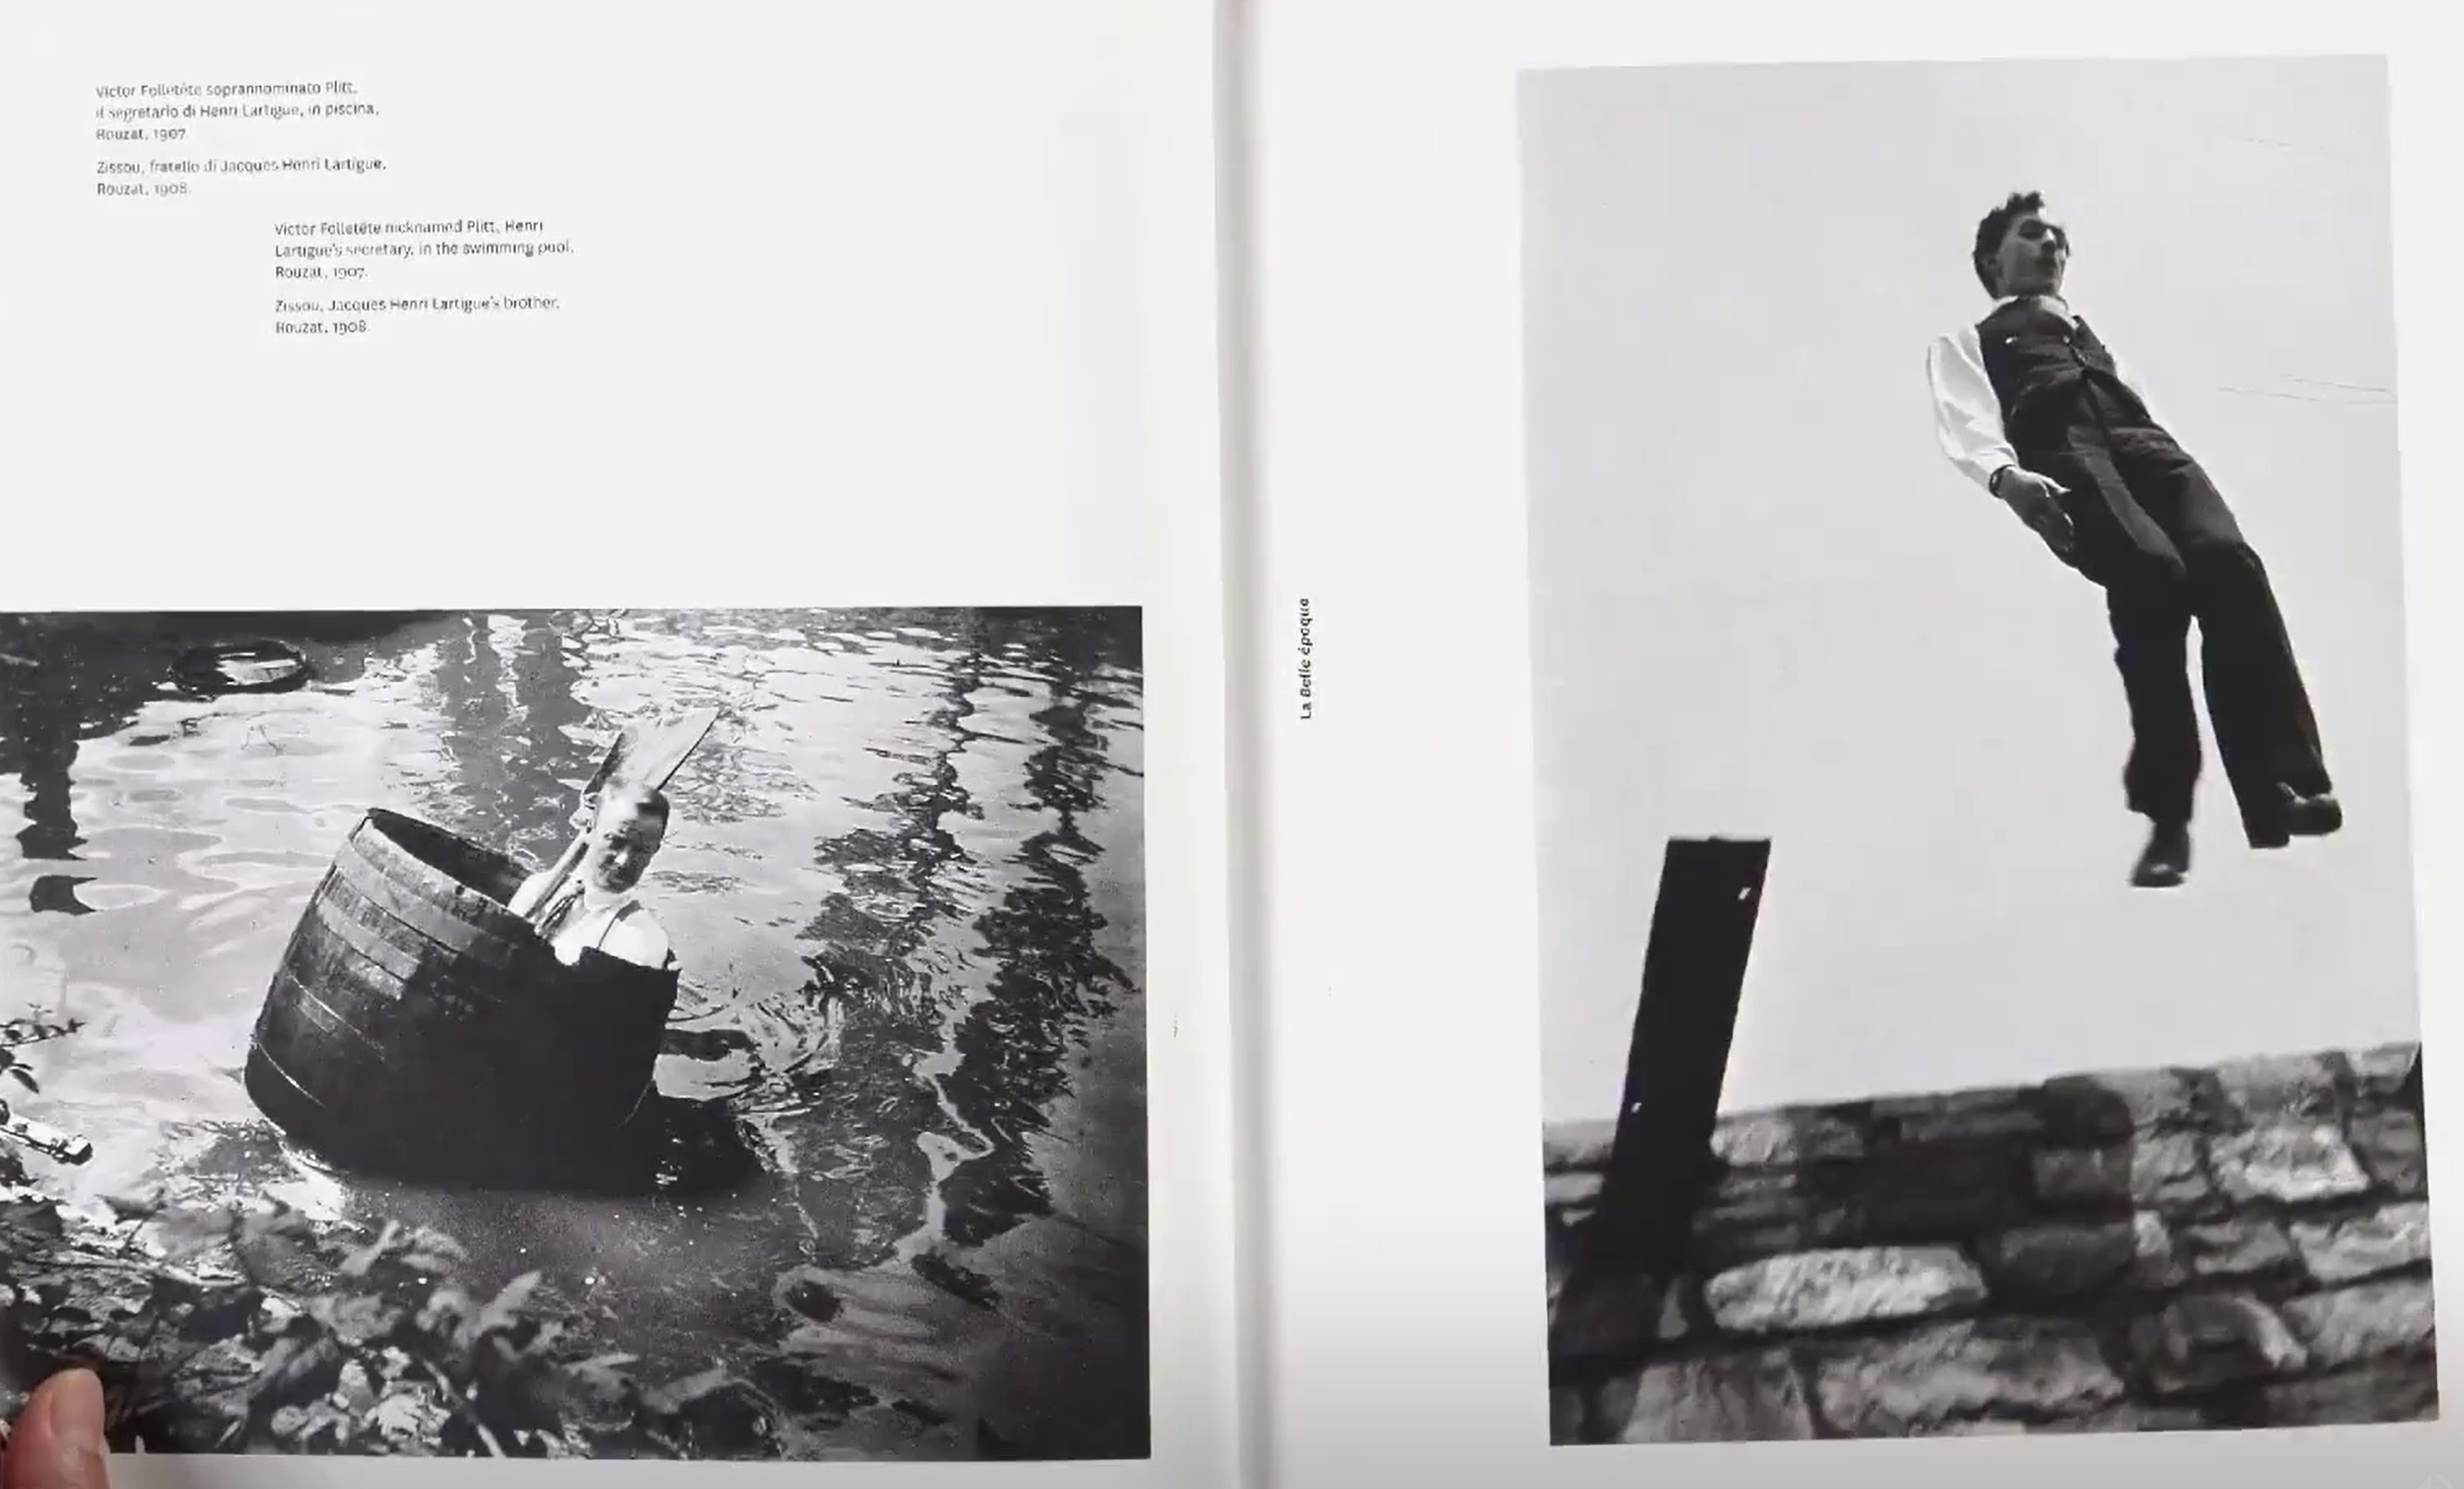 Victor Folletête soprannominato Plitt,
il segretario di Henri Lartigue, in piscina,
Rouzat, 1907.
Zissou, fratello di Jacques Henri Lartigue,
Rouzat, 1908.
Victor Folletête nicknamed Plitt, Henri
Lartigue's secretary, in the swimming pool,
Rouzat, 1907.
Zissou, Jacques Henri Lartigue's brother,
Rouzat, 1908.
La Belle époque